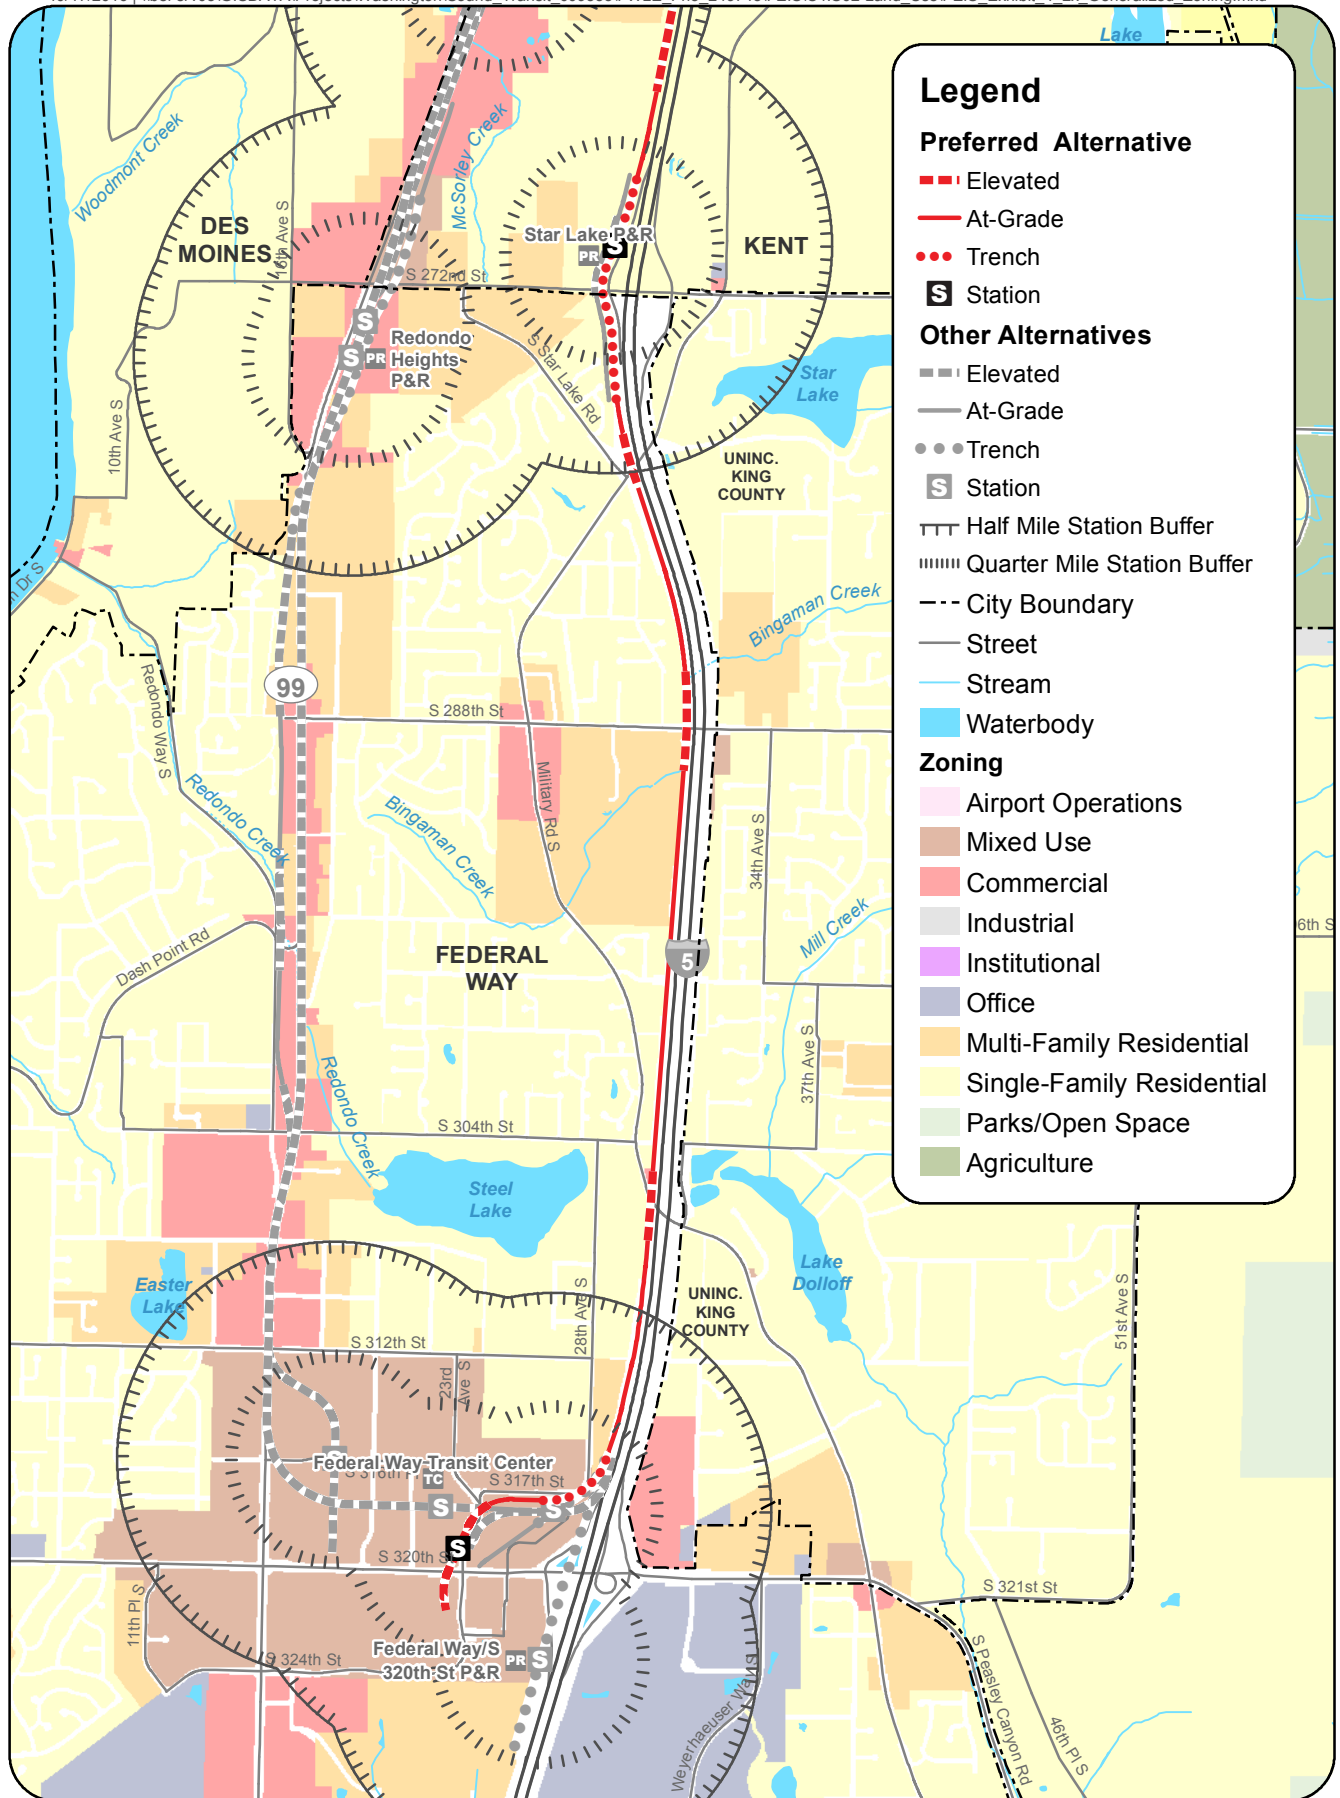 Lake
Legend
Preferred Alternative
Elevated
At-Grade
Trench
S Station
Other Alternatives
Elevated
At-Grade
Trench
S Station
Half Mile Station Buffer
Quarter Mile Station Buffer
City Boundary
Street
Stream
Waterbody
Zoning
Airport Operations
Mixed Use
Commercial
Industrial
Institutional
Office
Multi-Family Residential
Single-Family Residential
Parks/Open Space
Agriculture
Woodmont Creek
McSorley Creek
DES
MOINES
16th Ave S
Star Lake P&R
S
PR
KENT
S 272nd St
S
S
PR
Redondo
Heights
P&R
S Star Lake Rd
Star
Lake
10th Ave S
UNINC.
KING
COUNTY
Dr S
Bingaman Creek
Redondo Way S
99
S 288th St
Military Rd S
Redondo Creek
Bingaman Creek
34th Ave S
Mill Creek
6th S
Dash Point Rd
FEDERAL
WAY
5
37th Ave S
Redondo Creek
S 304th St
Steel
Lake
Easter
Lake
Lake
Dolloff
28th Ave S
UNINC.
KING
COUNTY
51st Ave S
S 312th St
23rd
Ave S
Federal Way Transit Center
TC
S 317th St
S
S
S
S 320th St
11th Pl S
S 321st St
Federal Way/S
320th St P&R
PR
S
S 324th St
Weyerhaeuser Way S
S Peasley Canyon Rd
46th Pl S